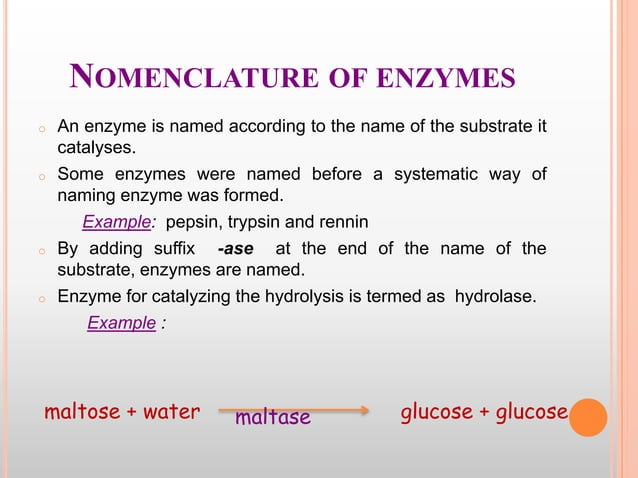 NOMENCLATURE OF ENZYMES
o An enzyme is named according to the name of the substrate it
catalyses.
o Some enzymes were named before a systematic way of
naming enzyme was formed.
Example: pepsin, trypsin and rennin
o By adding suffix -ase at the end of the name of the
substrate, enzymes are named.
o Enzyme for catalyzing the hydrolysis is termed as hydrolase.
Example :
maltose + water maltase glucose + glucose